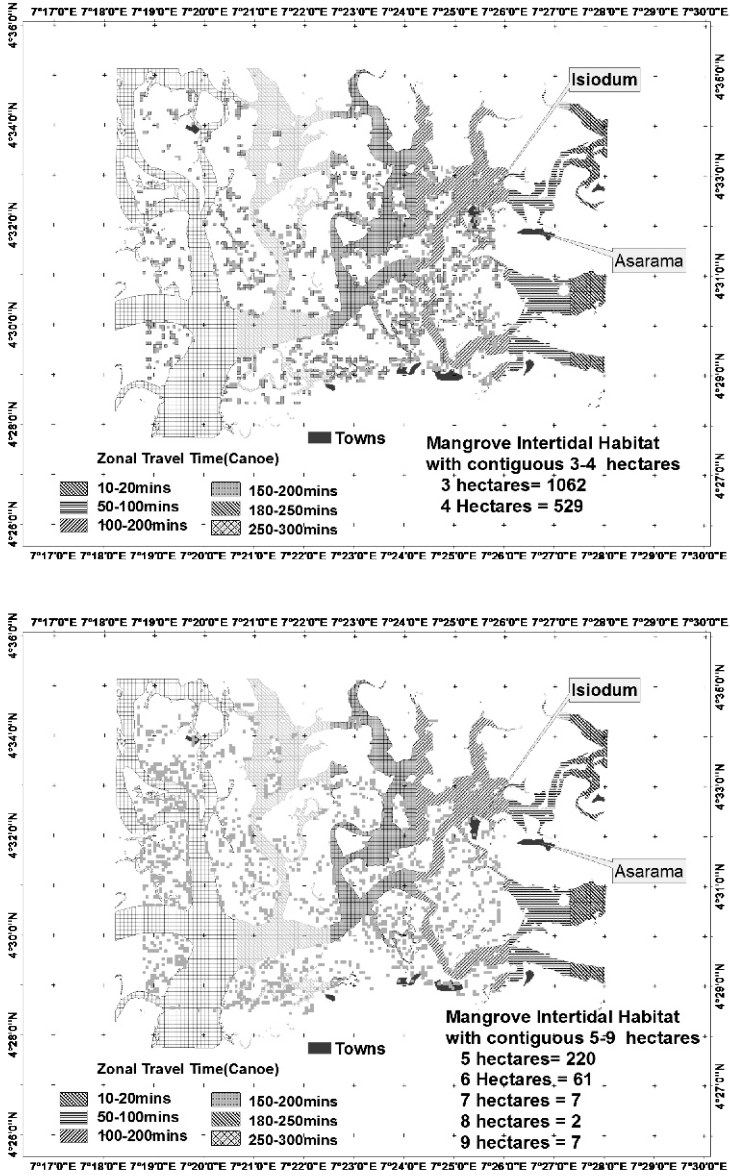 7°17'0"E 7°18'0"E 7°19'0"E 7°20'0"E 7°21'0"E 7°22'0"E 7°23'0"E 7°24'0"E 7°25'0"E 7°26'0"E 7°27'0"E 7°28'0"E 7°29'0"E 7°30'0"E
4°36'0"N
4°34'0"N
4°32'0"N
4°30'0"N
4°28'0"N
4°26'0"N
4°35'0"N
4°33'0"N
4°31'0"N
4°29'0"N
4°27'0"N
Isiodum
Asarama
Towns
Zonal Travel Time(Canoe)
10-20mins
50-100mins
100-200mins
150-200mins
180-250mins
250-300mins
Mangrove Intertidal Habitat
with contiguous 3-4 hectares
3 hectares= 1062
4 Hectares = 529
7°17'0"E 7°18'0"E 7°19'0"E 7°20'0"E 7°21'0"E 7°22'0"E 7°23'0"E 7°24'0"E 7°25'0"E 7°26'0"E 7°27'0"E 7°28'0"E 7°29'0"E 7°30'0"E
7°17'0"E 7°18'0"E 7°19'0"E 7°20'0"E 7°21'0"E 7°22'0"E 7°23'0"E 7°24'0"E 7°25'0"E 7°26'0"E 7°27'0"E 7°28'0"E 7°29'0"E 7°30'0"E
4°36'0"N
4°34'0"N
4°32'0"N
4°30'0"N
4°28'0"N
4°26'0"N
4°35'0"N
4°33'0"N
4°31'0"N
4°29'0"N
4°27'0"N
Isiodum
Asarama
Towns
Zonal Travel Time(Canoe)
10-20mins
50-100mins
100-200mins
150-200mins
180-250mins
250-300mins
Mangrove Intertidal Habitat
with contiguous 5-9 hectares
5 hectares= 220
6 Hectares = 61
7 hectares = 7
8 hectares = 2
9 hectares = 7
7°17'0"E 7°18'0"E 7°19'0"E 7°20'0"E 7°21'0"E 7°22'0"E 7°23'0"E 7°24'0"E 7°25'0"E 7°26'0"E 7°27'0"E 7°28'0"E 7°29'0"E 7°30'0"E